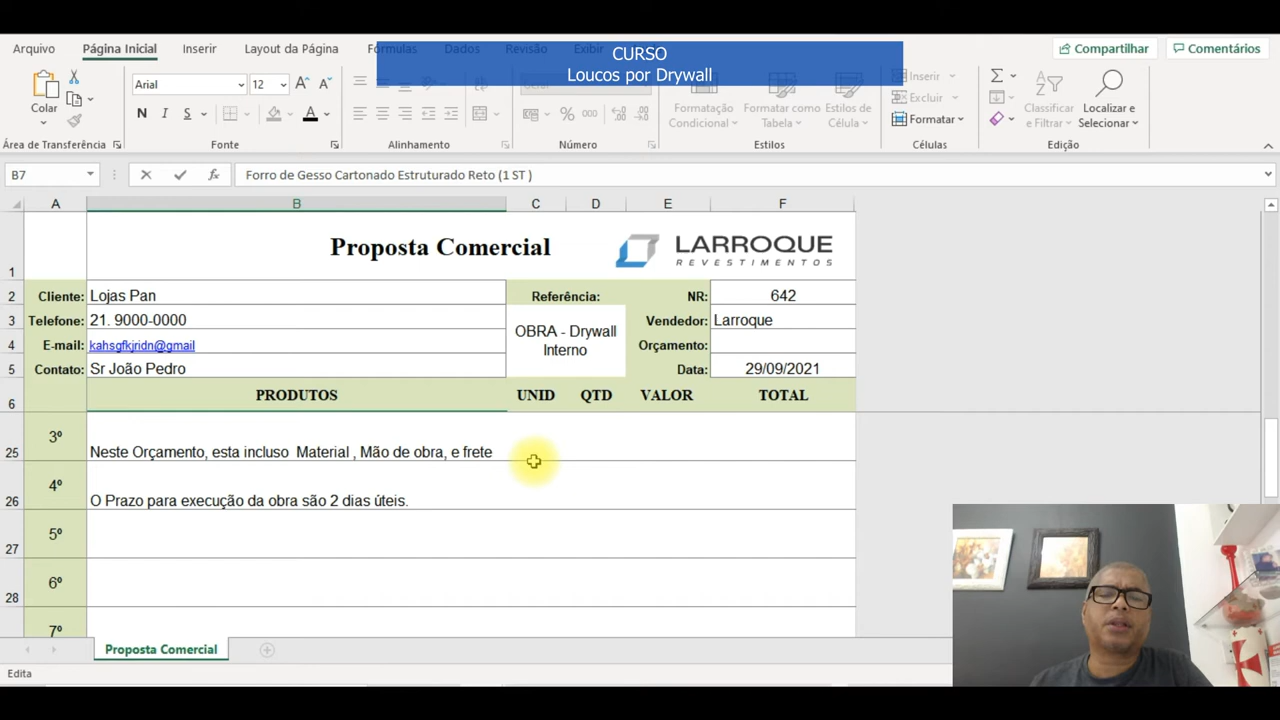 CURSO
Loucos por Drywall
Arquivo Página Inicial Inserir Layout da Página Fórmulas Dados Revisão Exibir Compartilhar Comentários
Arial 12 Geral Inserir
Colar N I S % 000 Formatação Condicional Formatar como Tabela Estilos de Célula Excluir Classificar e Filtrar Localizar e Selecionar
Formatar
Área de Transferência Fonte Alinhamento Número Estilos Células Edição
B7 fx Forro de Gesso Cartonado Estruturado Reto (1 ST )
A B C D E F
1 Proposta Comercial LARROQUE
REVESTIMENTOS
2 Cliente: Lojas Pan Referência: NR: 642
3 Telefone: 21. 9000-0000 OBRA - Drywall Interno Vendedor: Larroque
4 E-mail: kahsgfkjridn@gmail Orçamento:
5 Contato: Sr João Pedro Data: 29/09/2021
6 PRODUTOS UNID QTD VALOR TOTAL
25 3º Neste Orçamento, esta incluso Material , Mão de obra, e frete
26 4º O Prazo para execução da obra são 2 dias úteis.
27 5º
28 6º
7º
Proposta Comercial
Edita